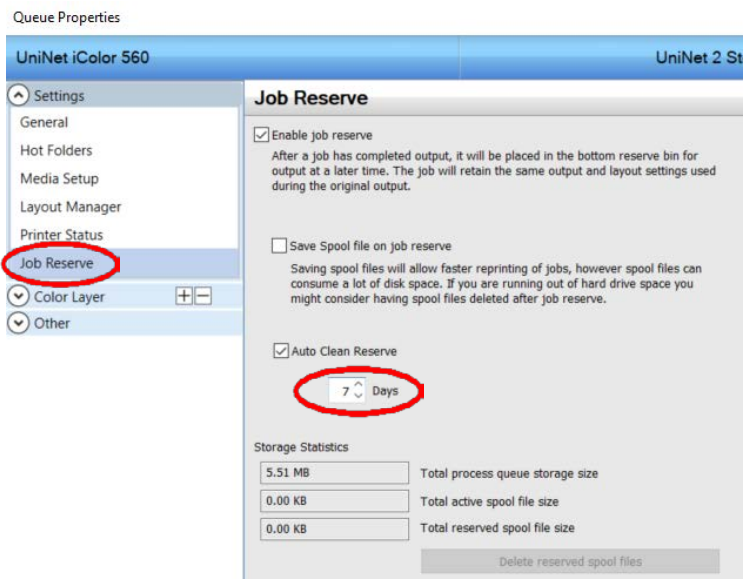 Queue Properties
UniNet iColor 560
UniNet 2 St
Settings
General
Hot Folders
Media Setup
Layout Manager
Printer Status
Job Reserve
Color Layer
Other
Job Reserve
Enable job reserve
After a job has completed output, it will be placed in the bottom reserve bin for
output at a later time. The job will retain the same output and layout settings used
during the original output.
Save Spool file on job reserve
Saving spool files will allow faster reprinting of jobs, however spool files can
consume a lot of disk space. If you are running out of hard drive space you
might consider having spool files deleted after job reserve.
Auto Clean Reserve
7 Days
Storage Statistics
5.51 MB Total process queue storage size
0.00 KB Total active spool file size
0.00 KB Total reserved spool file size
Delete reserved spool files